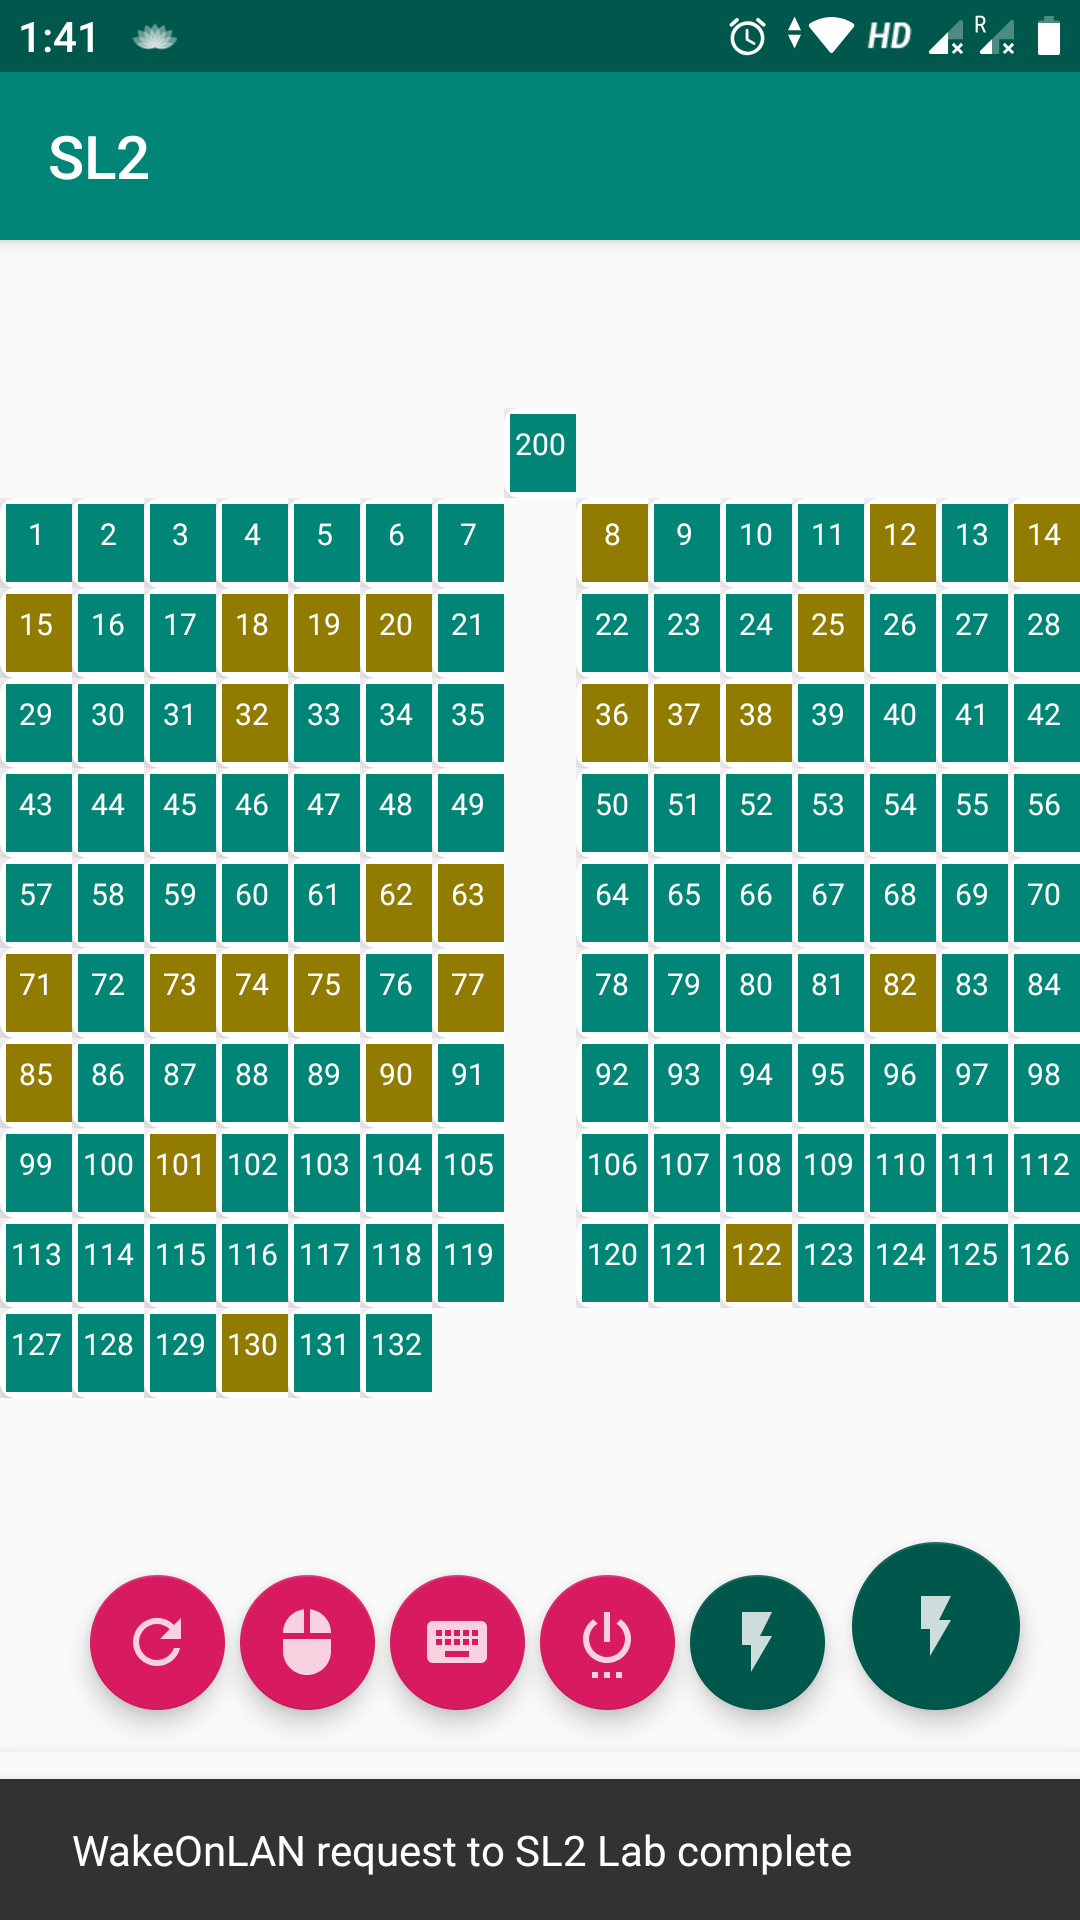 1:41 HD R
SL2
200
1 2 3 4 5 6 7 8 9 10 11 12 13 14
15 16 17 18 19 20 21 22 23 24 25 26 27 28
29 30 31 32 33 34 35 36 37 38 39 40 41 42
43 44 45 46 47 48 49 50 51 52 53 54 55 56
57 58 59 60 61 62 63 64 65 66 67 68 69 70
71 72 73 74 75 76 77 78 79 80 81 82 83 84
85 86 87 88 89 90 91 92 93 94 95 96 97 98
99 100 101 102 103 104 105 106 107 108 109 110 111 112
113 114 115 116 117 118 119 120 121 122 123 124 125 126
127 128 129 130 131 132
WakeOnLAN request to SL2 Lab complete